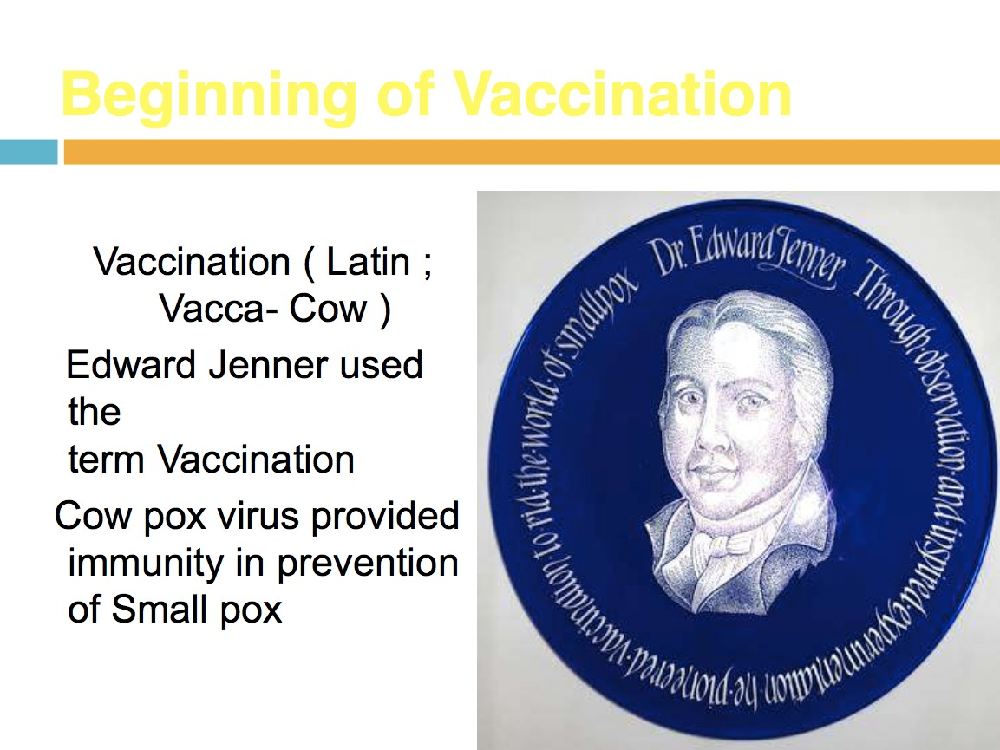 Beginning of Vaccination
Vaccination ( Latin ;
Vacca- Cow )
Edward Jenner used
the
term Vaccination
Cow pox virus provided
immunity in prevention
of Small pox
Dr. Edward Jenner Through·observation·and·inspired·experimentation he·pioneered·vaccination·to·rid·the·world·of·smallpox